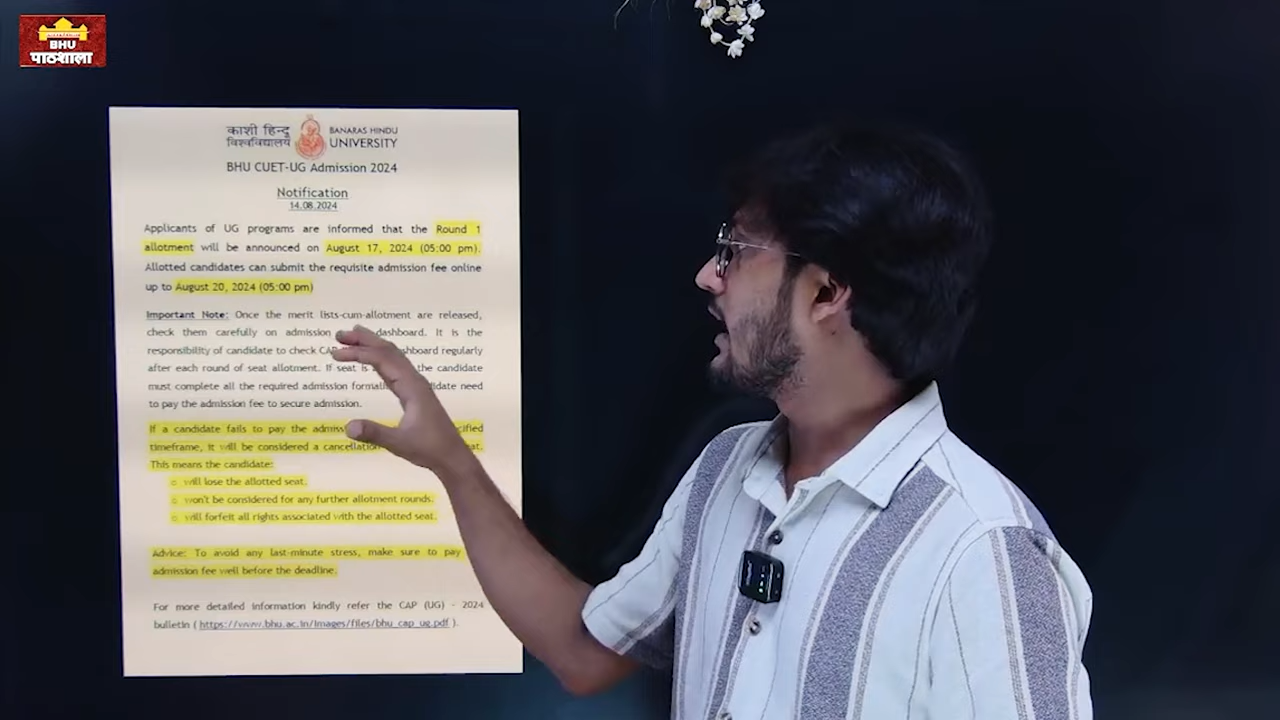 BHU
पाठशाला
काशी हिन्दू
विश्वविद्यालय
BANARAS HINDU
UNIVERSITY
BHU CUET-UG Admission 2024
Notification
14.08.2024
Applicants of UG programs are informed that the Round 1
allotment will be announced on August 17, 2024 (05:00 pm).
Allotted candidates can submit the requisite admission fee online
up to August 20, 2024 (05:00 pm)
Important Note: Once the merit lists-cum-allotment are released,
check them carefully on admission dashboard. It is the
responsibility of candidate to check CAP regularly
after each round of seat allotment. If seat is the candidate
must complete all the required admission need
to pay the admission fee to secure admission.
If a candidate fails to pay the
timeframe, it will be considered a cancellation
This means the candidate:
○ will lose the allotted seat.
○ won't be considered for any further allotment rounds.
○ will forfeit all rights associated with the allotted seat.
Advice: To avoid any last-minute stress, make sure to pay
admission fee well before the deadline.
For more detailed information kindly refer the CAP (UG) - 2024
bulletin ( https://www.bhu.ac.in/Images/files/bhu_cap_ug.pdf ).